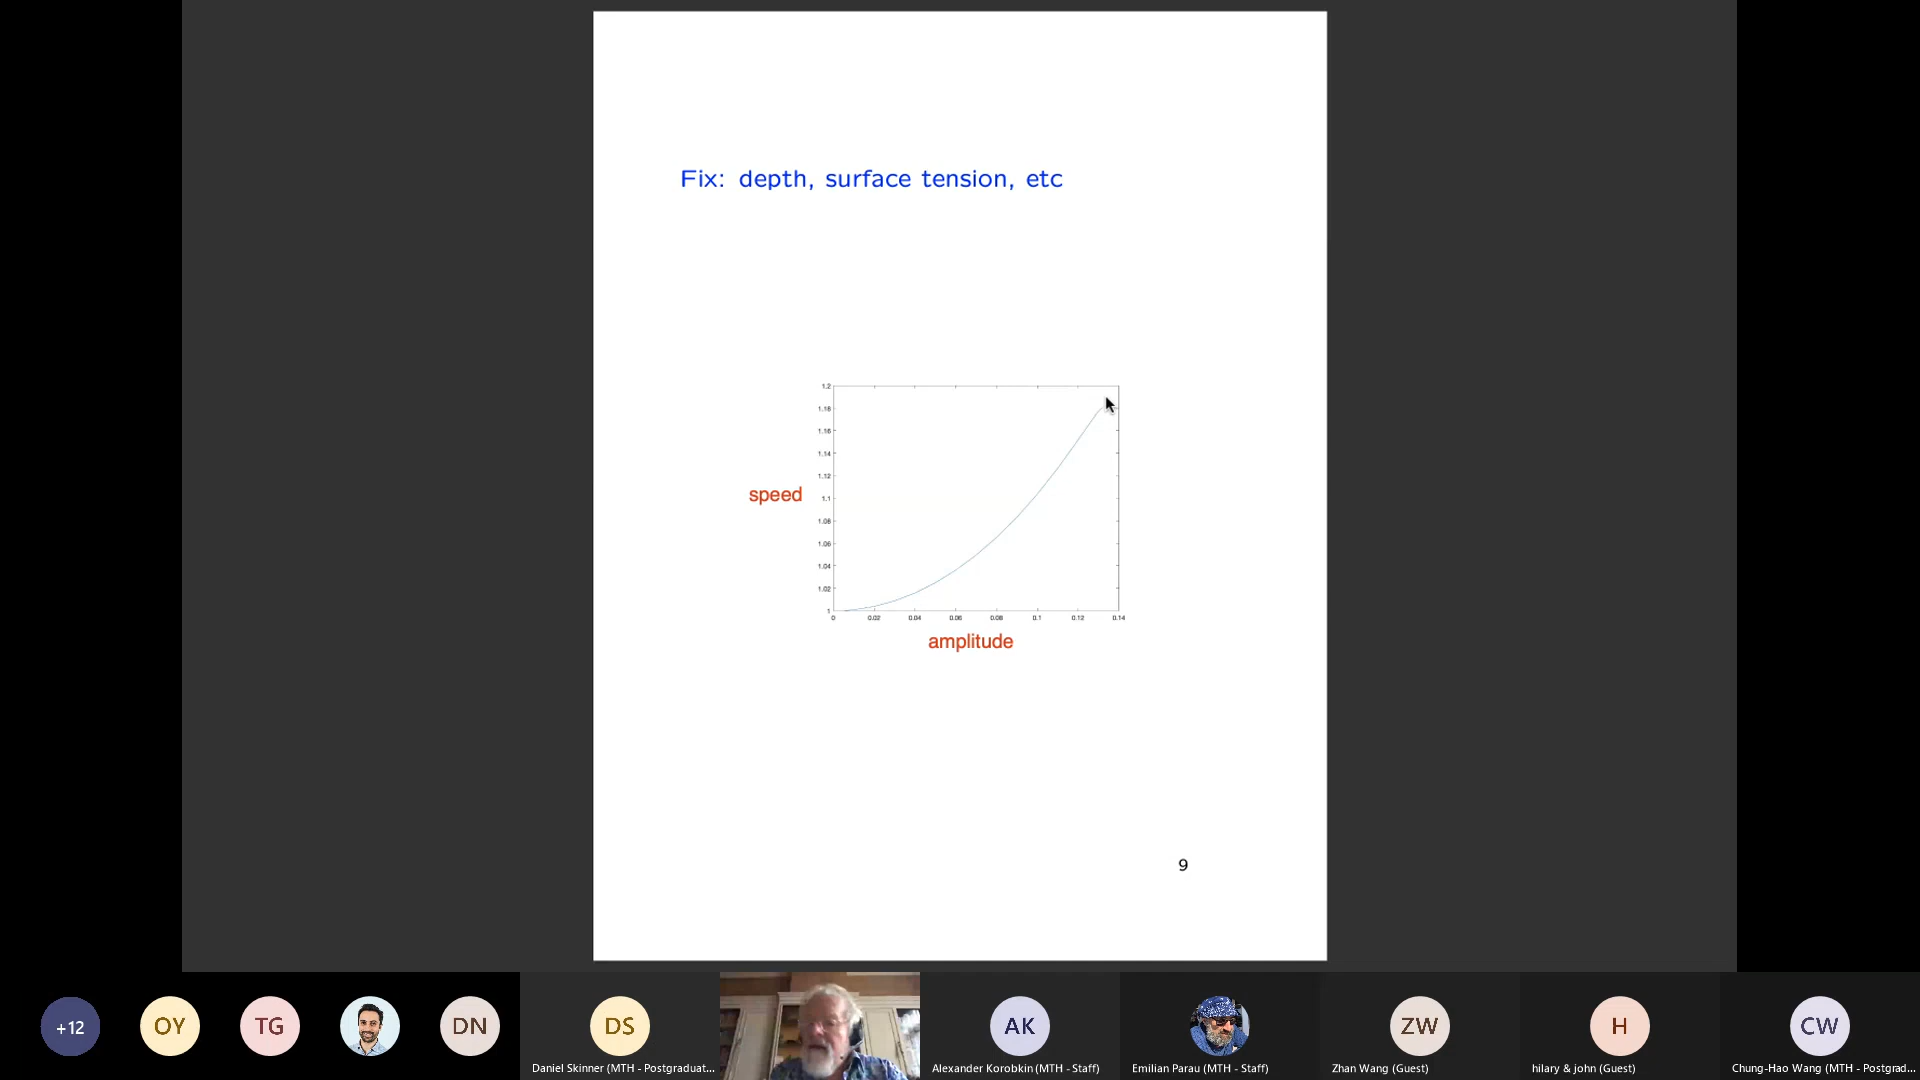 Fix: depth, surface tension, etc
1.2
1.18
1.16
1.14
1.12
speed
1.1
1.08
1.06
1.04
1.02
1
0 0.02 0.04 0.06 0.08 0.1 0.12 0.14
amplitude
9
+12 OY TG DN DS AK ZW H CW
Daniel Skinner (MTH - Postgraduat... Alexander Korobkin (MTH - Staff) Emilian Parau (MTH - Staff) Zhan Wang (Guest) hilary & john (Guest) Chung-Hao Wang (MTH - Postgrad...